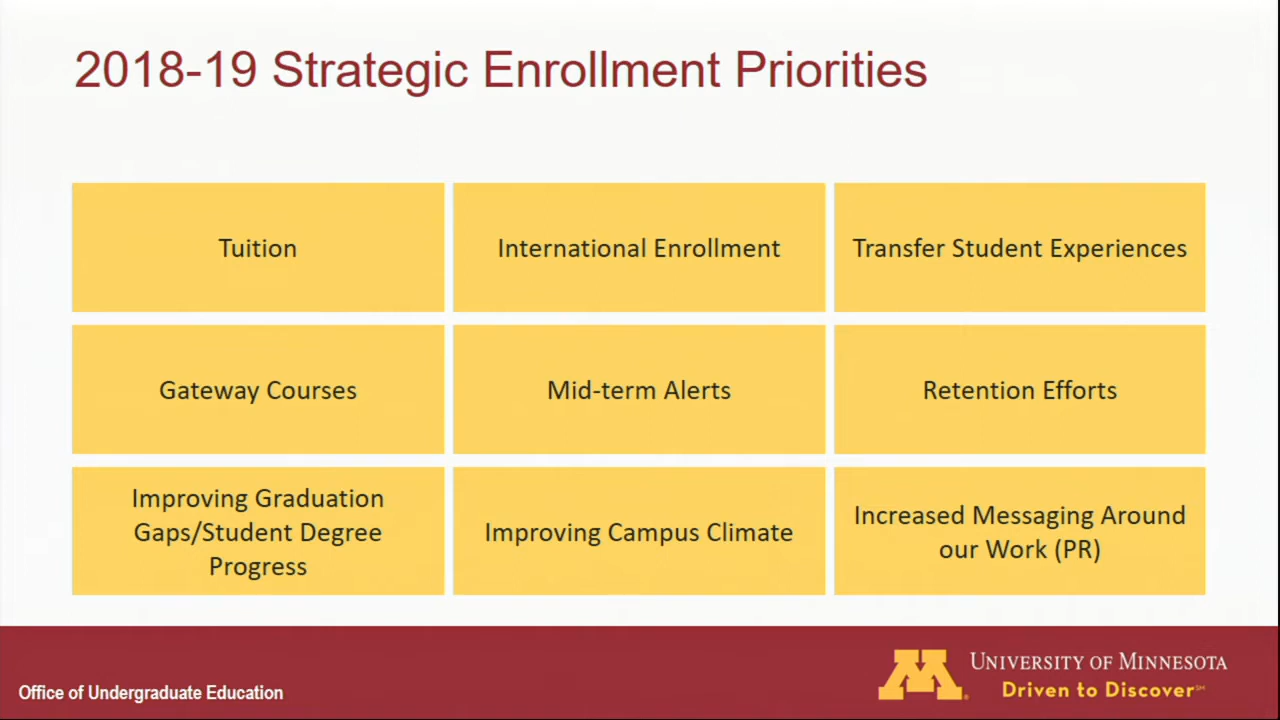 2018-19 Strategic Enrollment Priorities
Tuition
International Enrollment
Transfer Student Experiences
Gateway Courses
Mid-term Alerts
Retention Efforts
Improving Graduation
Gaps/Student Degree
Progress
Improving Campus Climate
Increased Messaging Around
our Work (PR)
Office of Undergraduate Education
M®
UNIVERSITY OF MINNESOTA
Driven to Discover℠